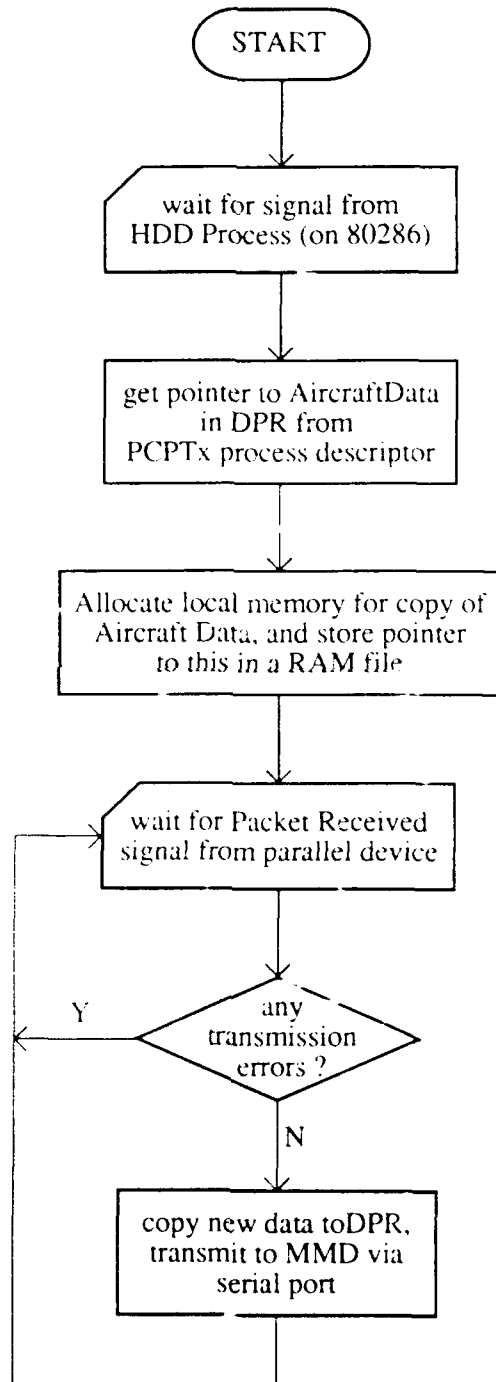 START
wait for signal from
HDD Process (on 80286)
get pointer to AircraftData
in DPR from
PCPTx process descriptor
Allocate local memory for copy of
Aircraft Data, and store pointer
to this in a RAM file
wait for Packet Received
signal from parallel device
any
transmission
errors ?
Y
N
copy new data toDPR,
transmit to MMD via
serial port